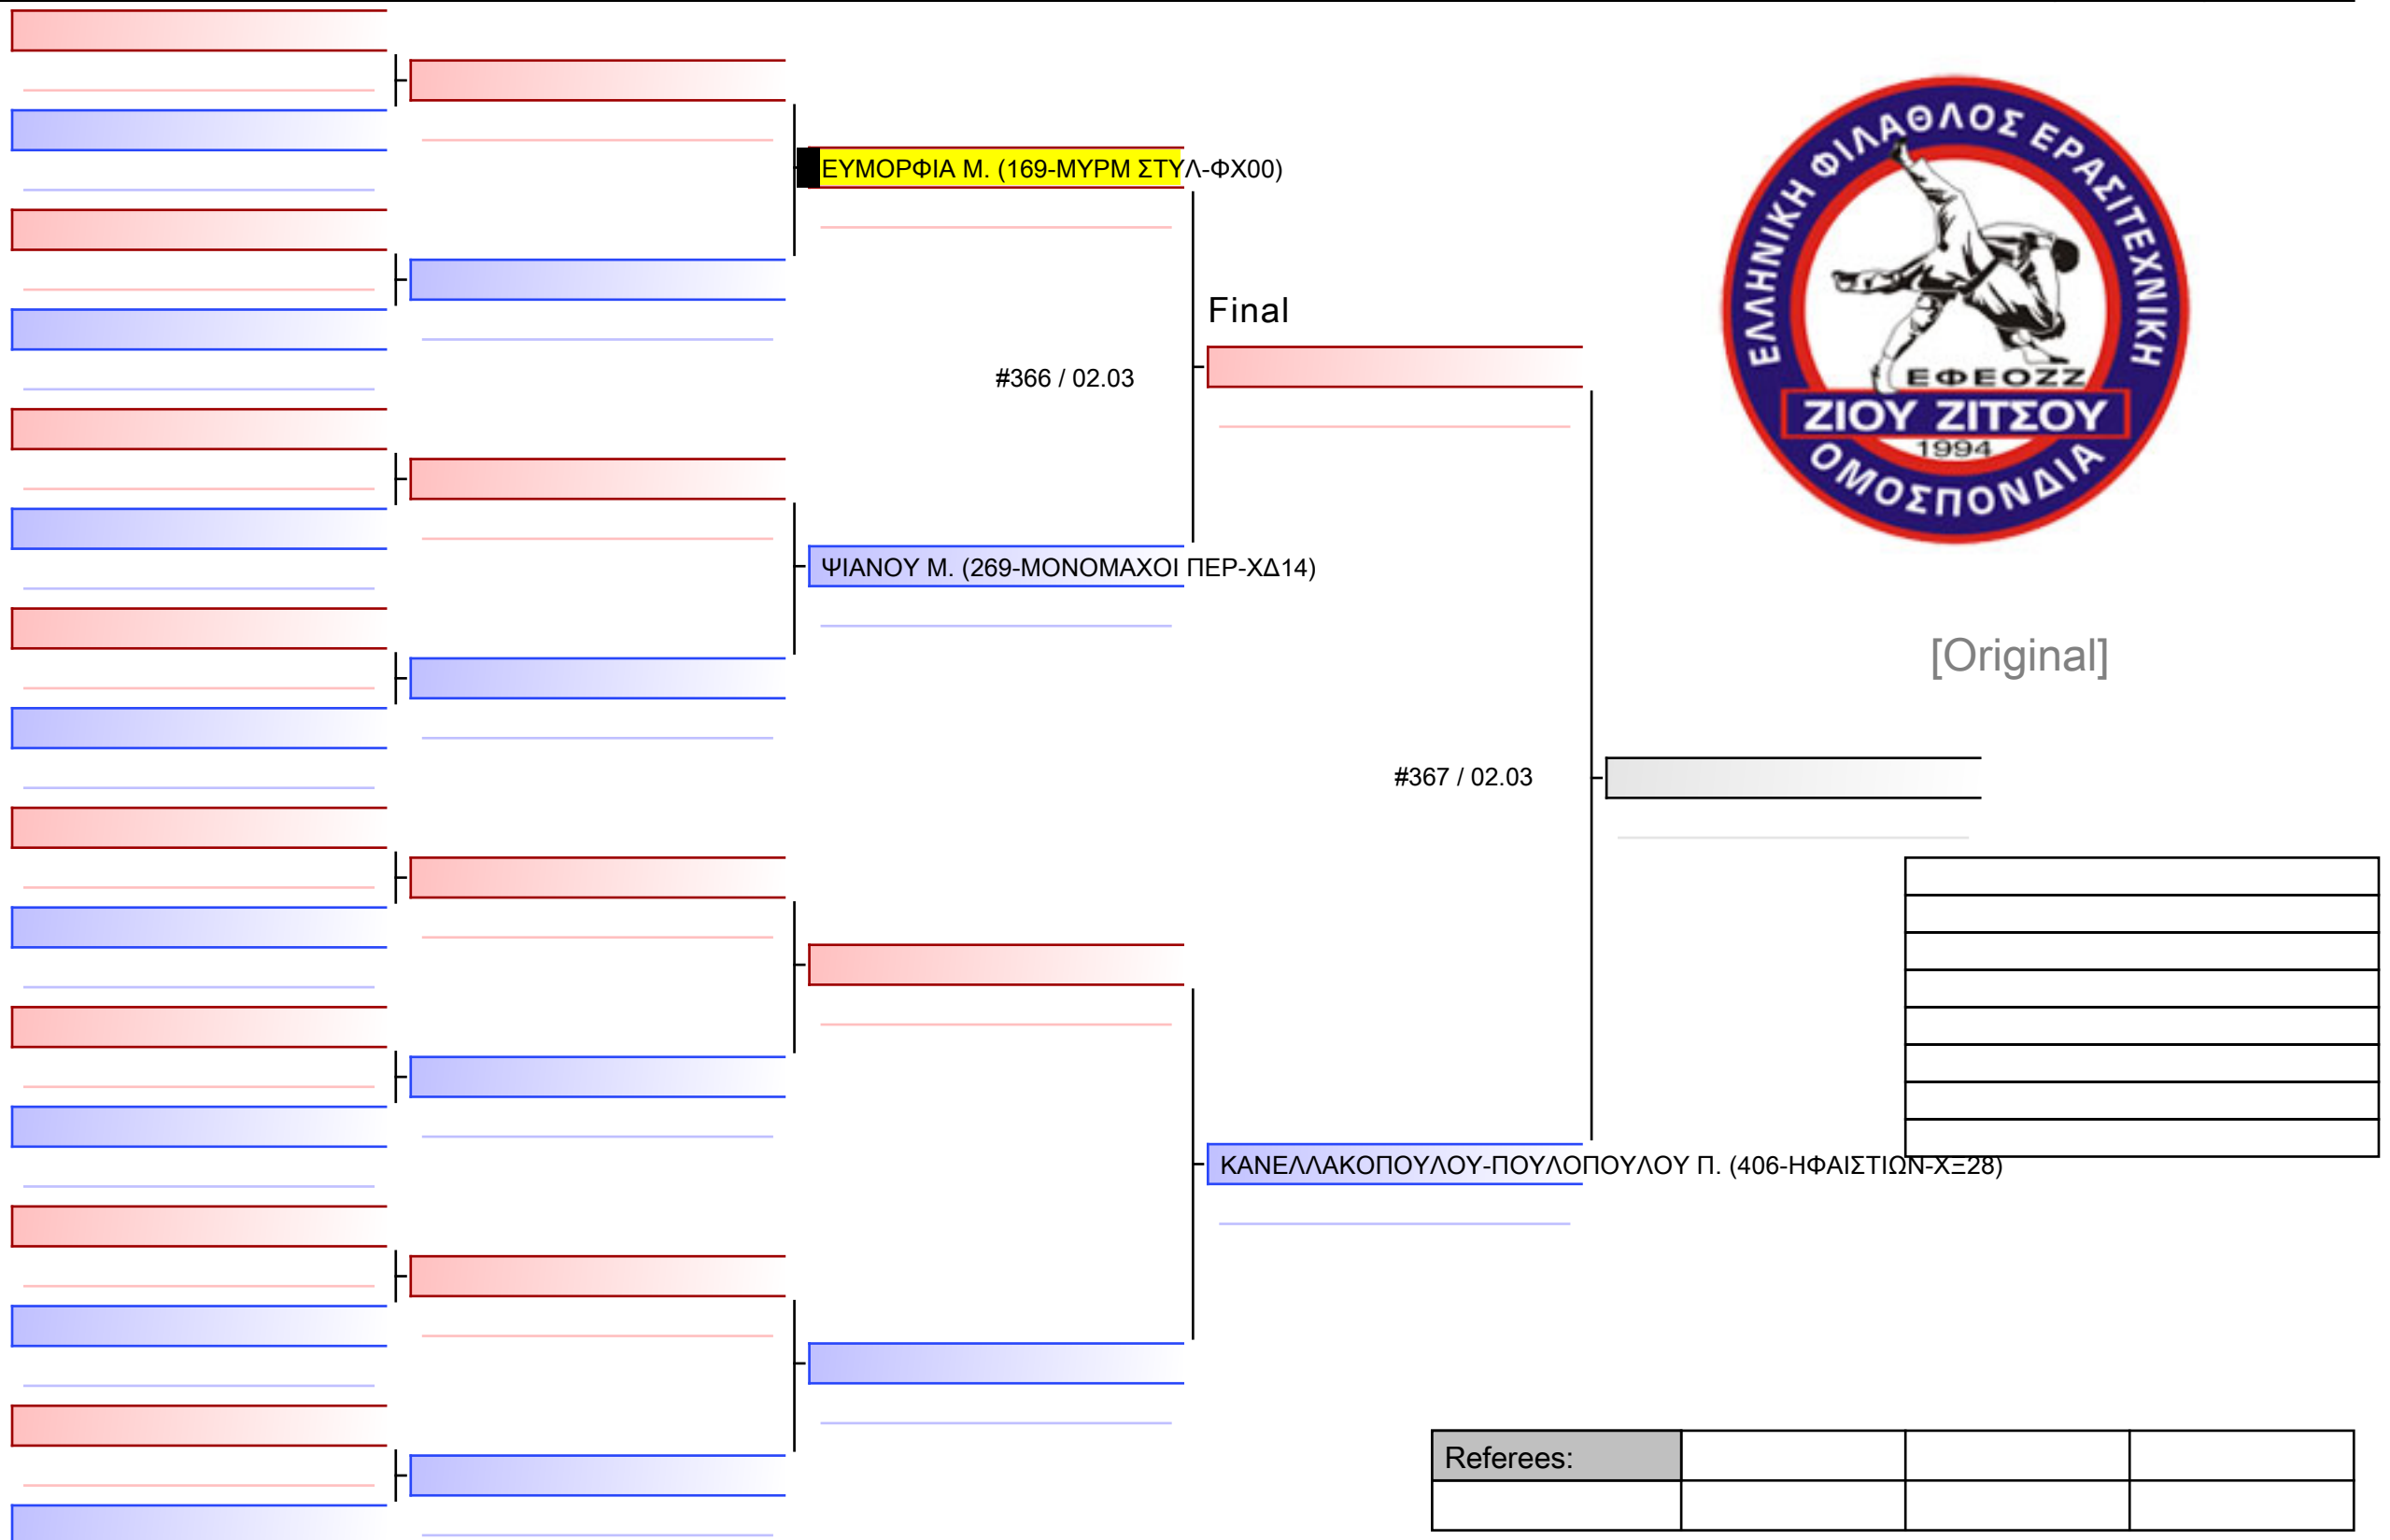 ΕΥΜΟΡΦΙΑ Μ. (169-ΜΥΡΜ ΣΤΥΛ-ΦΧ00)
ΕΛΛΗΝΙΚΗ ΦΙΛΑΘΛΟΣ ΕΡΑΣΙΤΕΧΝΙΚΗ
ΕΦΕΟΖΖ
ΖΙΟΥ ΖΙΤΣΟΥ
1994
ΟΜΟΣΠΟΝΔΙΑ
Final
#366 / 02.03
ΨΙΑΝΟΥ Μ. (269-ΜΟΝΟΜΑΧΟΙ ΠΕΡ-ΧΔ14)
[Original]
#367 / 02.03
ΚΑΝΕΛΛΑΚΟΠΟΥΛΟΥ-ΠΟΥΛΟΠΟΥΛΟΥ Π. (406-ΗΦΑΙΣΤΙΩΝ-ΧΞ28)
Referees: